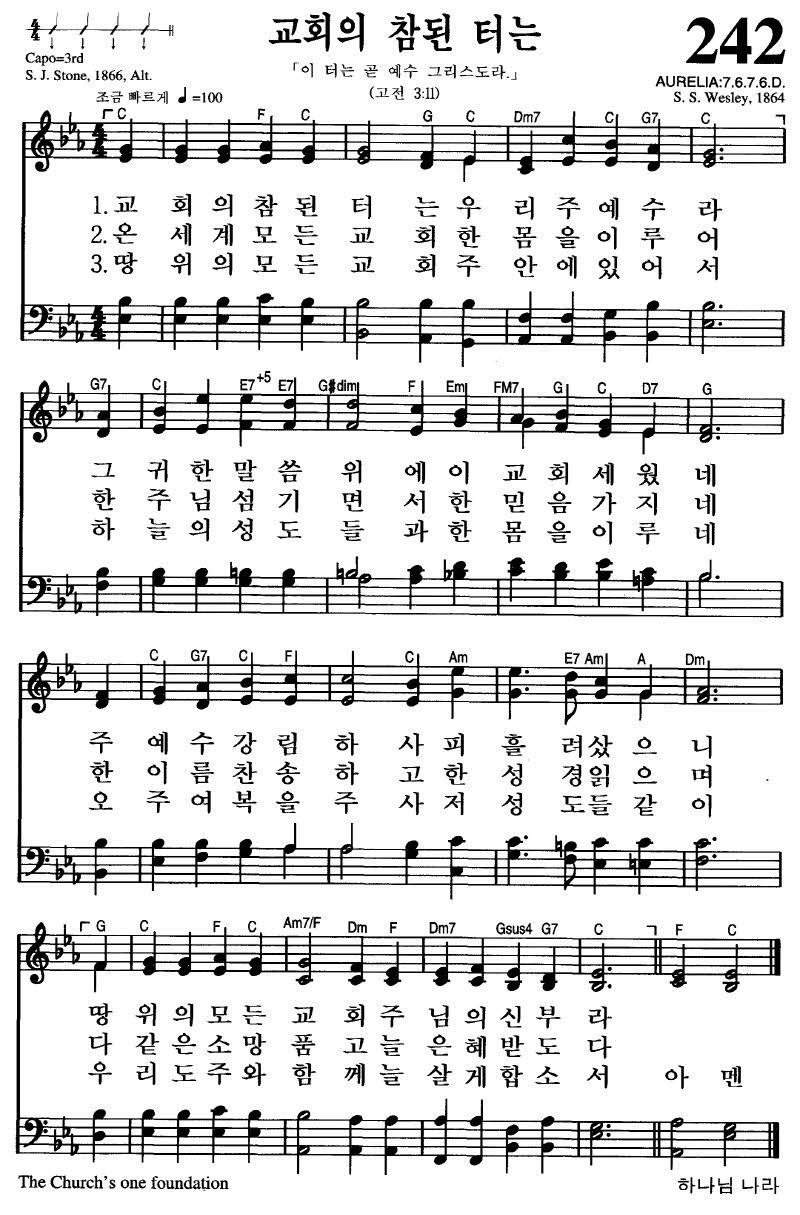 교회의 참된 터는
242
Capo=3rd
S. J. Stone, 1866, Alt.
「이 터는 곧 예수 그리스도라.」
(고전 3:11)
AURELIA:7.6.7.6.D.
S. S. Wesley, 1864
조금 빠르게 ♩=100
C F C G C Dm7 C G7 C
1. 교 회 의 참 된 터 는 우 리 주 예 수 라
2. 온 세 계 모 든 교 회 한 몸 을 이 루 어
3. 땅 위 의 모 든 교 회 주 안 에 있 어 서
G7 C E7 +5 E7 G#dim F Em FM7 G C D7 G
그 귀 한 말 씀 위 에 이 교 회 세 웠 네
한 주 님 섬 기 면 서 한 믿 음 가 지 네
하 늘 의 성 도 들 과 한 몸 을 이 루 네
C G7 C F C Am E7 Am A Dm
주 예 수 강 림 하 사 피 흘 려 샀 으 니
한 이 름 찬 송 하 고 한 성 경 읽 으 며
오 주 여 복 을 주 사 저 성 도 들 같 이
G C F C Am7/F Dm F Dm7 Gsus4 G7 C F C
땅 위 의 모 든 교 회 주 님 의 신 부 라
다 같 은 소 망 품 고 늘 은 혜 받 도 다
우 리 도 주 와 함 께 늘 살 게 합 소 서 아 멘
The Church's one foundation
하나님 나라